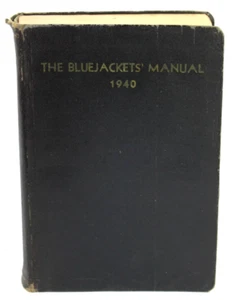 THE BLUEJACKETS' MANUAL
1940